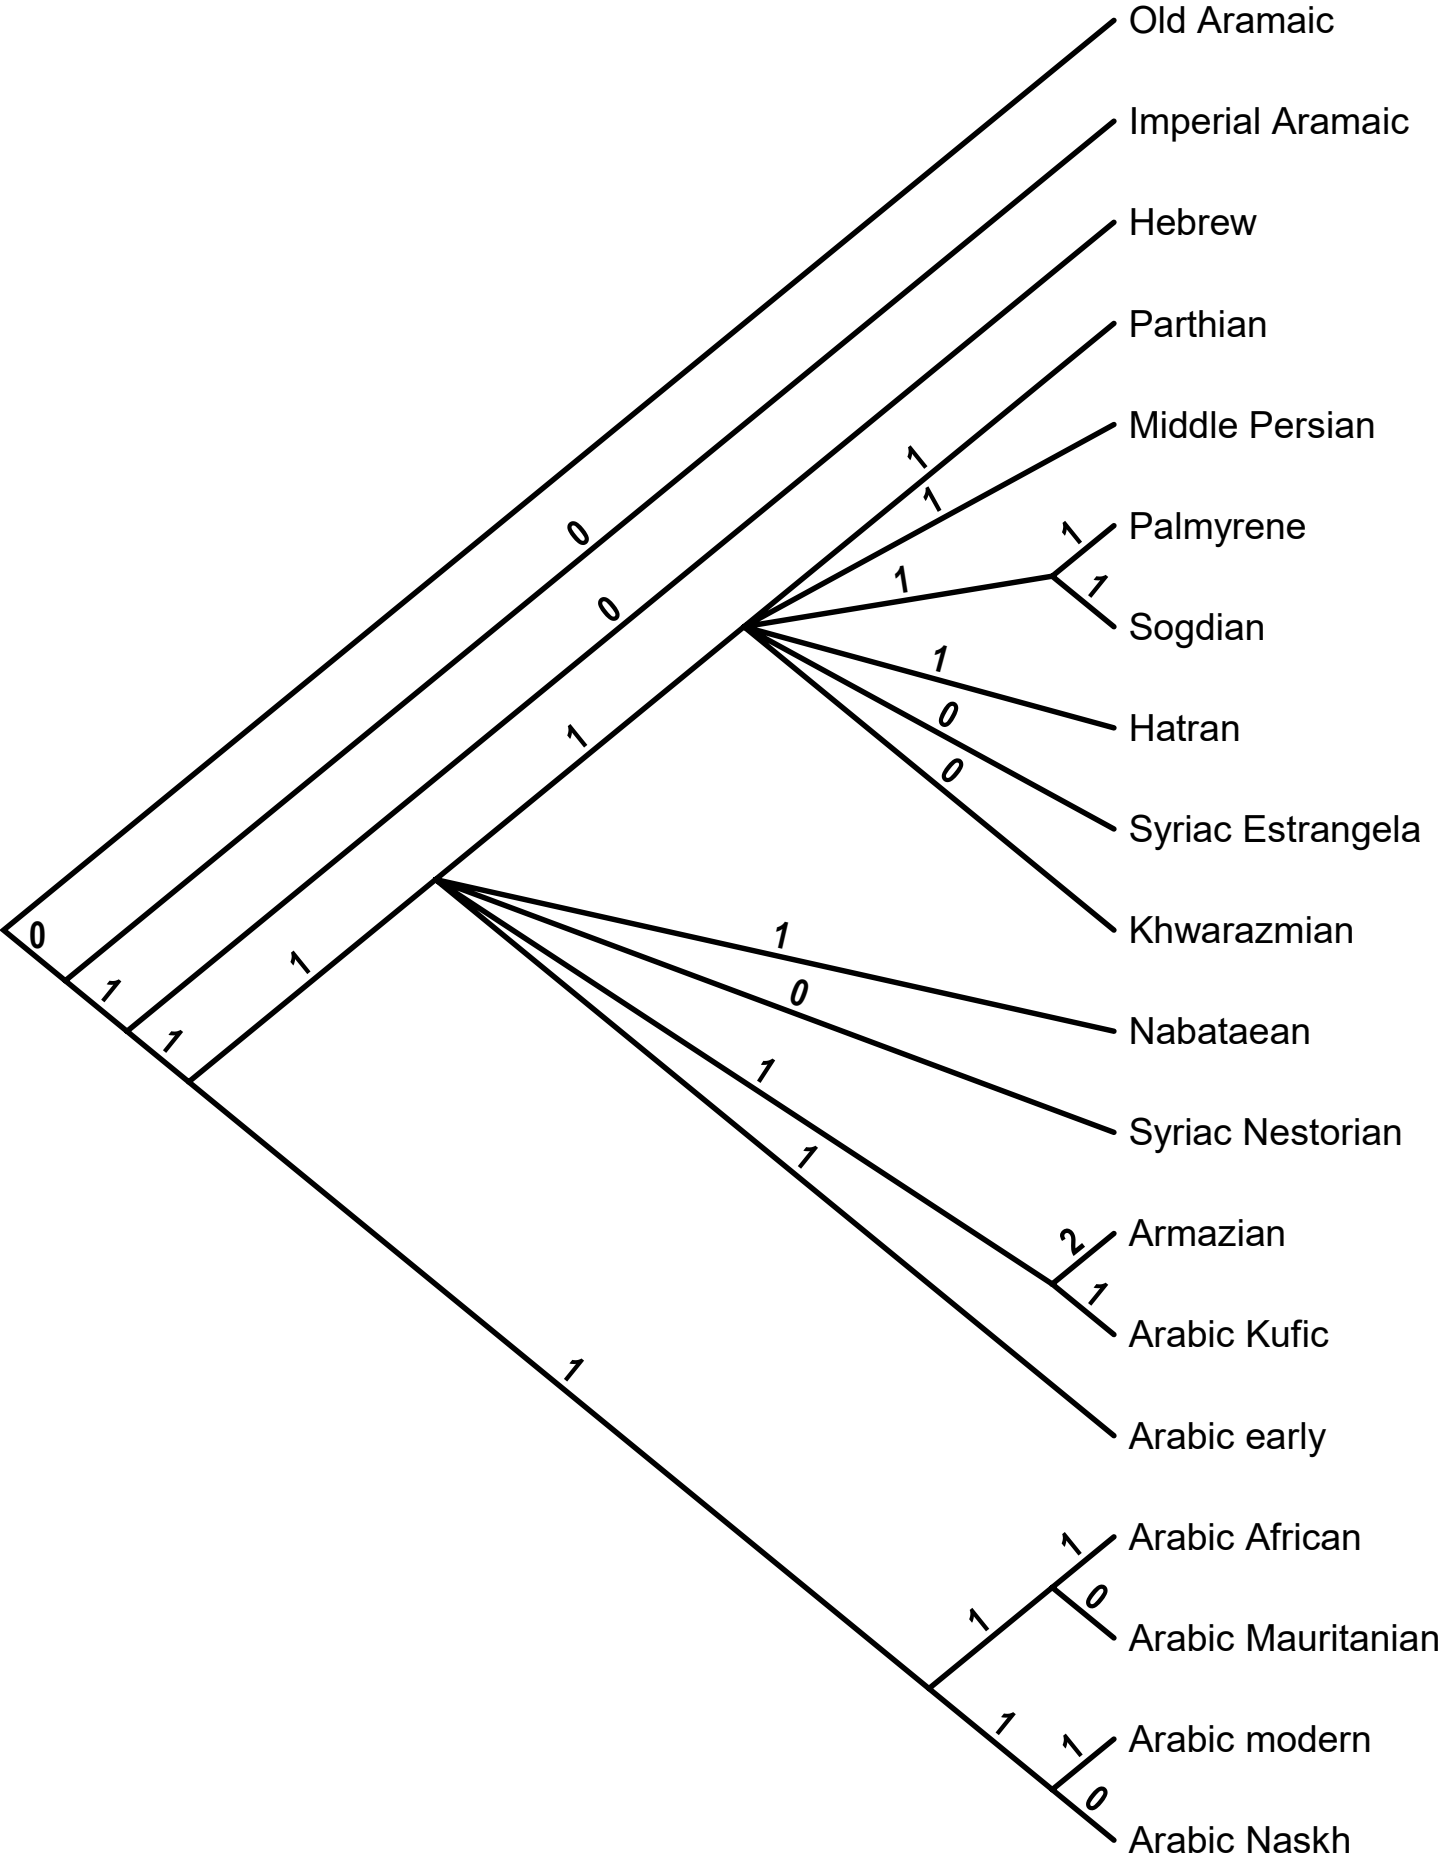 Old Aramaic
Imperial Aramaic
Hebrew
Parthian
1
Middle Persian
1
Palmyrene
1
0
1
1
Sogdian
0
1
Hatran
0
1
0
Syriac Estrangela
Khwarazmian
0
1
1
0
1
Nabataean
1
1
Syriac Nestorian
1
Armazian
2
1
Arabic Kufic
1
Arabic early
Arabic African
1
0
1
Arabic Mauritanian
1
Arabic modern
1
0
Arabic Naskh